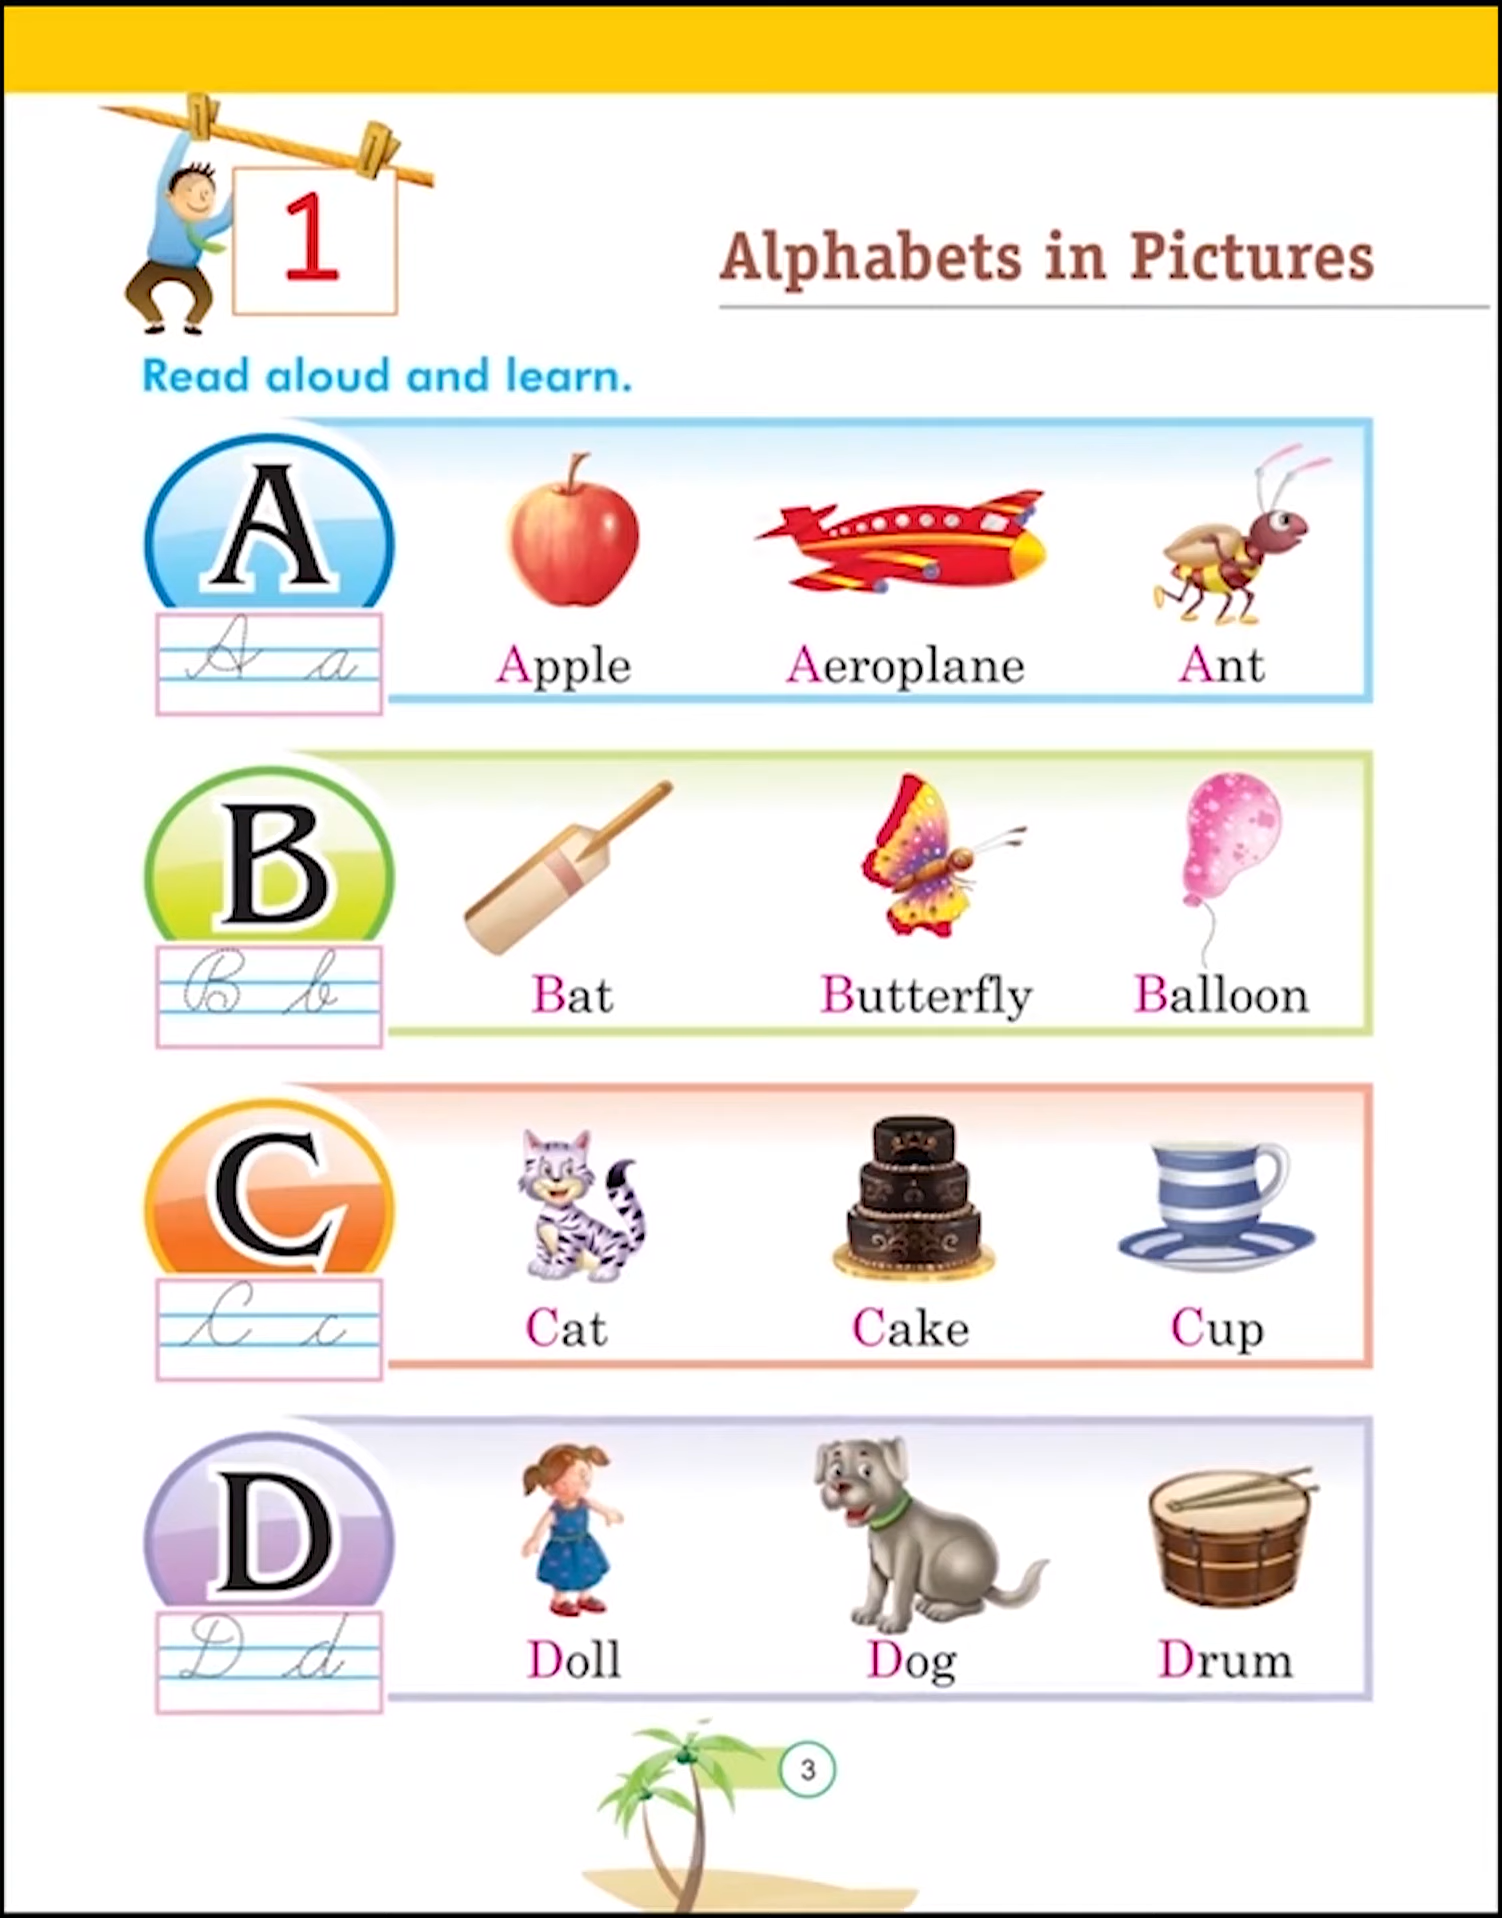 1
Alphabets in Pictures
Read aloud and learn.
A
A a
Apple Aeroplane Ant
B
B b
Bat Butterfly Balloon
C
C c
Cat Cake Cup
D
D d
Doll Dog Drum
3